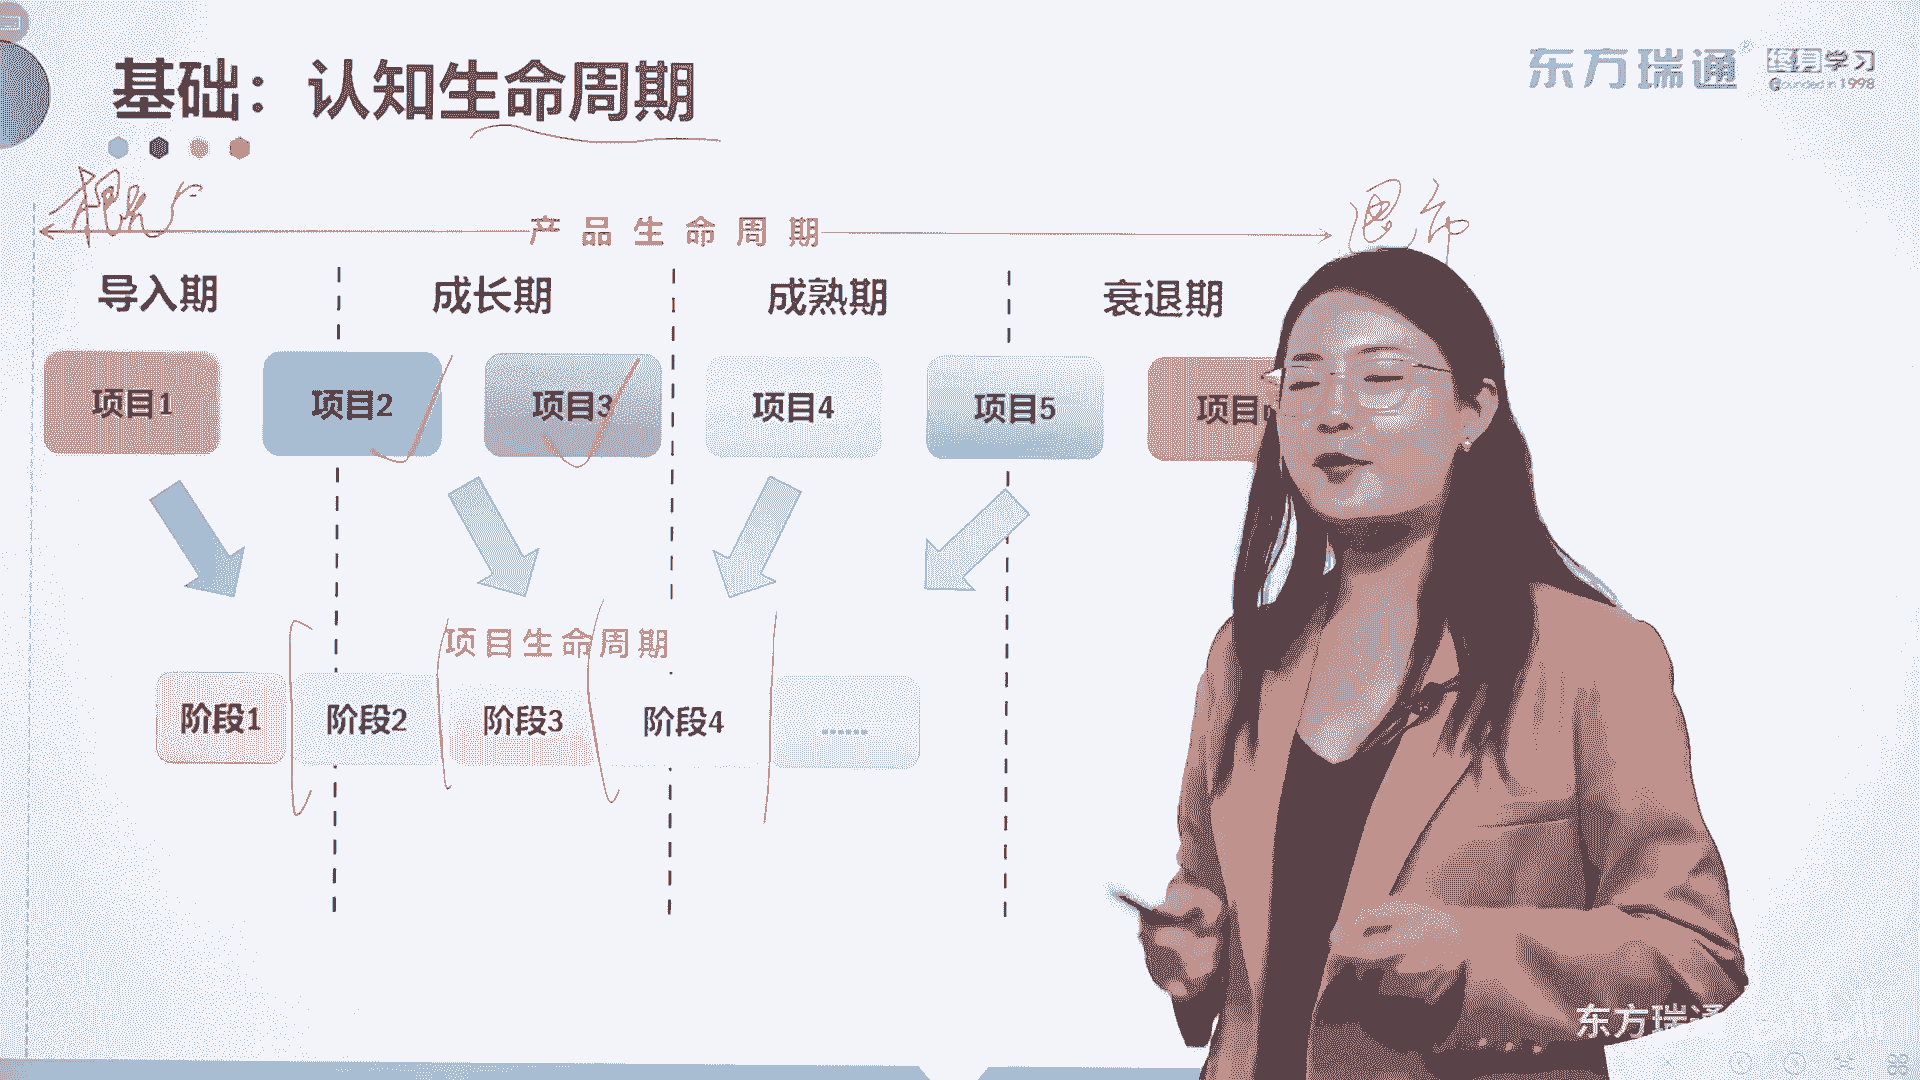 基础：认知生命周期
东方瑞通®
终身学习
Founded in 1998
概念
退市
产品生命周期
导入期 成长期 成熟期 衰退期
项目1 项目2 项目3 项目4 项目5 项目
项目生命周期
阶段1 阶段2 阶段3 阶段4 ……
东方瑞通